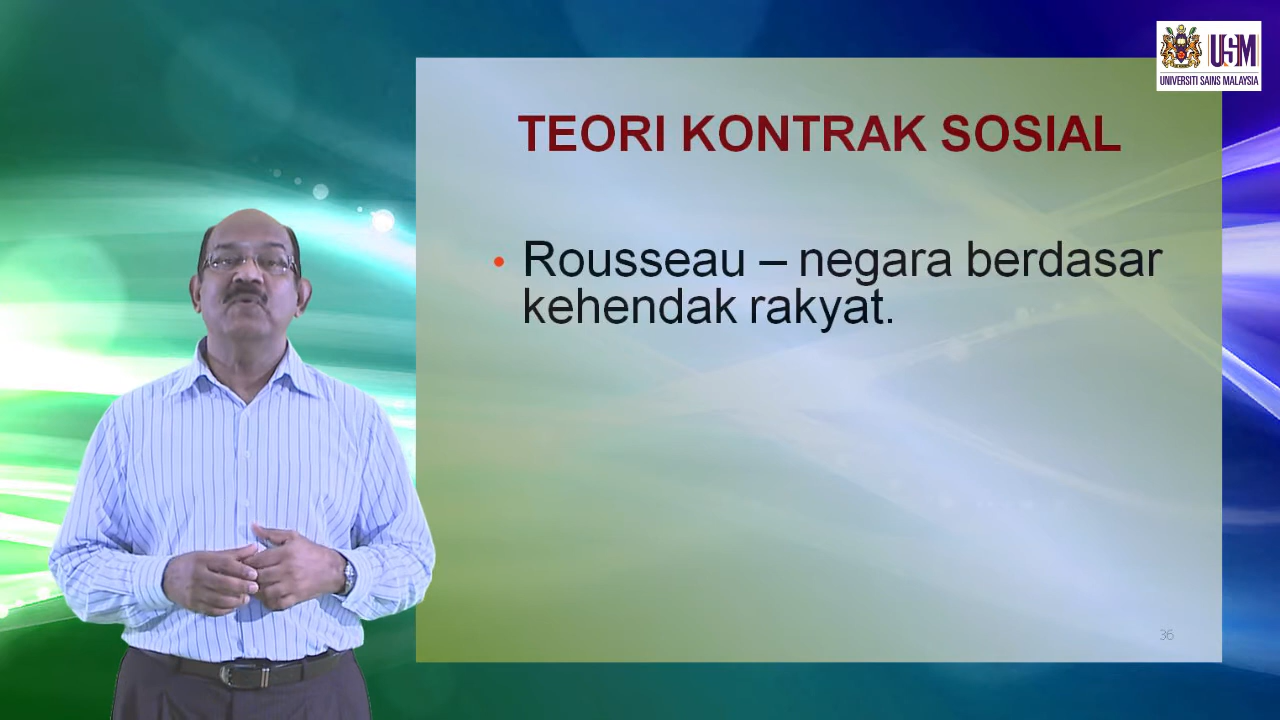 USM
UNIVERSITI SAINS MALAYSIA
TEORI KONTRAK SOSIAL
• Rousseau – negara berdasar
kehendak rakyat.
36